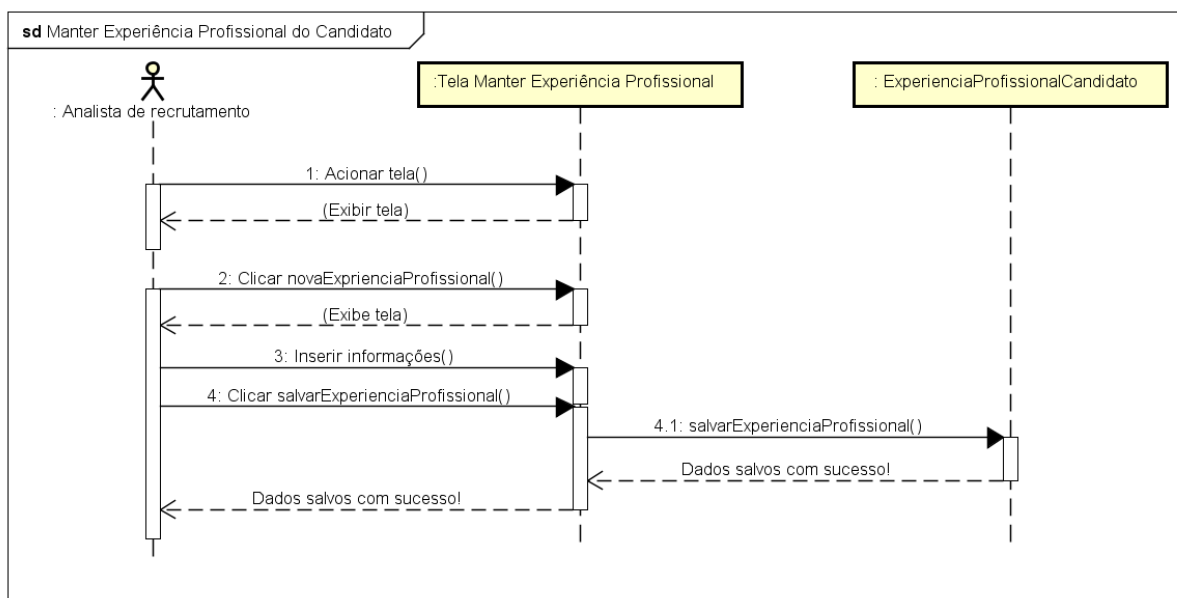 sd Manter Experiência Profissional do Candidato
: Analista de recrutamento
:Tela Manter Experiência Profissional
: ExperienciaProfissionalCandidato
1: Acionar tela()
(Exibir tela)
2: Clicar novaExprienciaProfissional()
(Exibe tela)
3: Inserir informações()
4: Clicar salvarExperienciaProfissional()
4.1: salvarExperienciaProfissional()
Dados salvos com sucesso!
Dados salvos com sucesso!